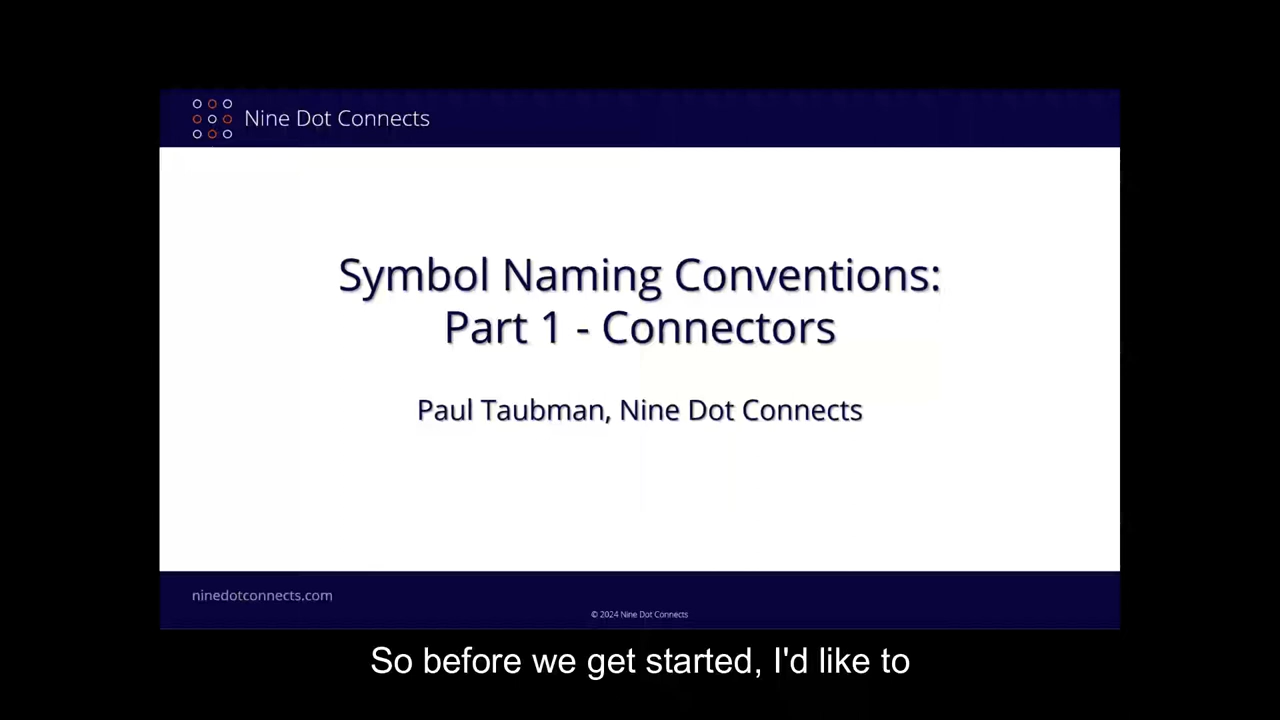 Nine Dot Connects
Symbol Naming Conventions:
Part 1 - Connectors
Paul Taubman, Nine Dot Connects
ninedotconnects.com
© 2024 Nine Dot Connects
So before we get started, I'd like to